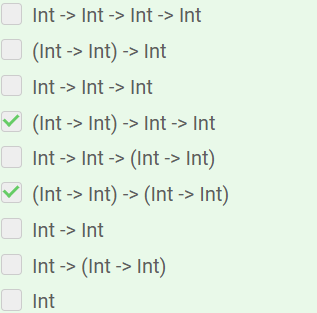 Int -> Int -> Int -> Int
(Int -> Int) -> Int
Int -> Int -> Int
(Int -> Int) -> Int -> Int
Int -> Int -> (Int -> Int)
(Int -> Int) -> (Int -> Int)
Int -> Int
Int -> (Int -> Int)
Int